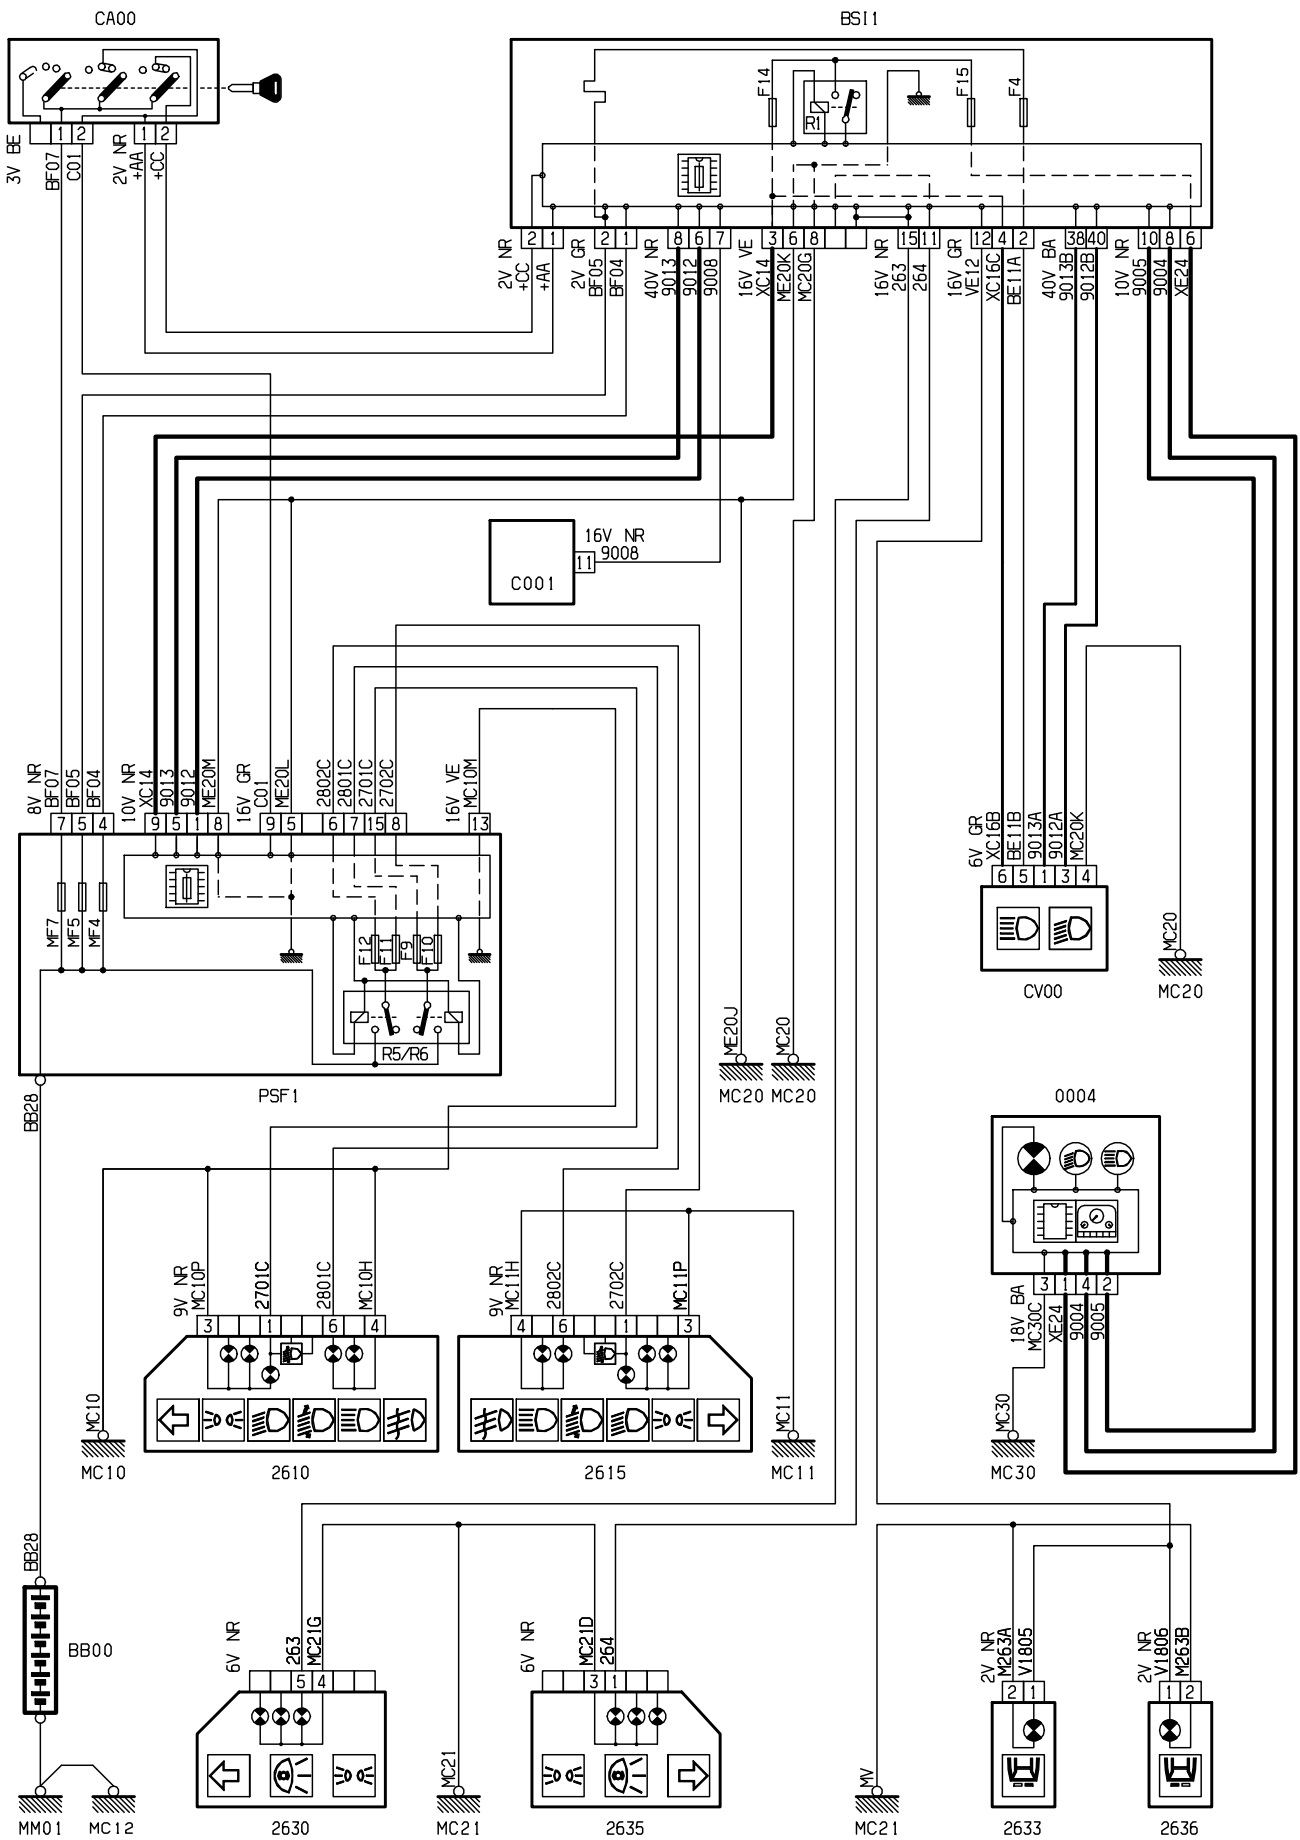 CA00
BSI1
F14
R1
F15
F4
1 2
1 2
3V BE
BF07
C01
2V NR
+AA
+CC
2 1
2 1
8 6 7
3 6 8
15 11
12 4 2
38 40
10 8 6
2V NR
+CC
+AA
2V GR
BF05
BF04
40V NR
9013
9012
9008
16V VE
XC14
ME20K
MC20G
16V NR
263
264
16V GR
VE12
XC16C
BE11A
40V BA
9013B
9012B
10V NR
9005
9004
XE24
C001
11
16V NR
9008
8V NR
BF07
BF05
BF04
10V NR
XC14
9013
9012
ME20M
16V GR
C01
ME20L
2802C
2801C
2701C
2702C
16V VE
MC10M
7 5 4
9 5 1 8
9 5 6 7 15 8
13
MF7
MF5
MF4
F12
F11
F9
F10
R5/R6
PSF1
BB28
6V GR
XC16B
BE11B
9013A
9012A
MC20K
6 5 1 3 4
CV00
MC20
MC20
ME20J
MC20
MC20
MC20
0004
3 1 4 2
18V BA
MC30C
XE24
9004
9005
MC30
MC30
9V NR
MC10P
2701C
2801C
MC10H
3 1 6 4
MC10
MC10
2610
9V NR
MC11H
2802C
2702C
MC11P
4 6 1 3
MC11
MC11
2615
BB28
BB00
MM01
MC12
6V NR
263
MC21G
5 4
2630
MC21
MC21
6V NR
MC21D
264
3 1
2635
MV
MC21
2V NR
M263A
V1805
2 1
2633
2V NR
V1806
M263B
1 2
2636